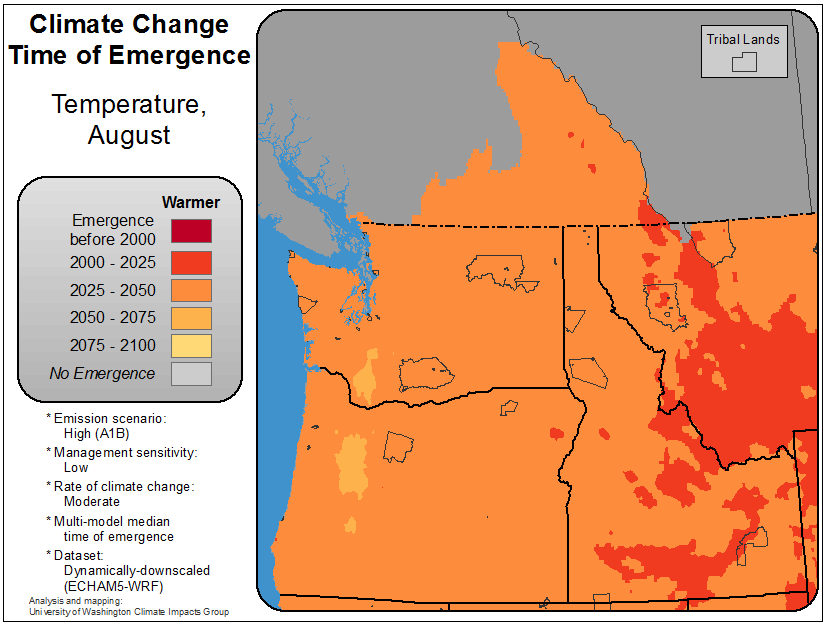 Climate Change
Time of Emergence
Temperature,
August
Warmer
Emergence
before 2000
2000 - 2025
2025 - 2050
2050 - 2075
2075 - 2100
No Emergence
* Emission scenario:
High (A1B)
* Management sensitivity:
Low
* Rate of climate change:
Moderate
* Multi-model median
time of emergence
* Dataset:
Dynamically-downscaled
(ECHAM5-WRF)
Analysis and mapping:
University of Washington Climate Impacts Group
Tribal Lands